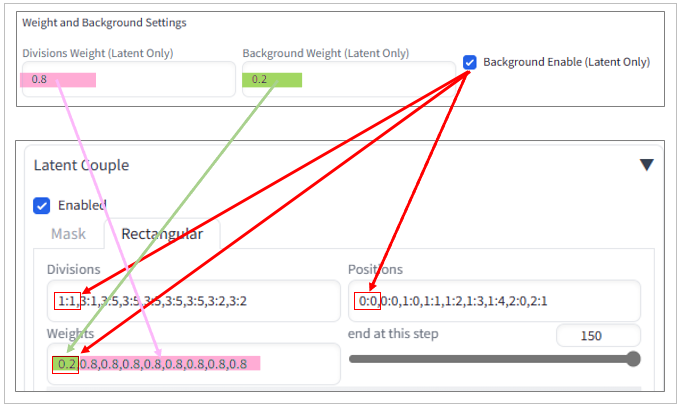 Weight and Background Settings
Divisions Weight (Latent Only)
Background Weight (Latent Only)
0.8
0.2
Background Enable (Latent Only)
Latent Couple
Enabled
Mask
Rectangular
Divisions
Positions
1:1,3:1,3:5,3:5,3:5,3:5,3:5,3:2,3:2
0:0,0:0,1:0,1:1,1:2,1:3,1:4,2:0,2:1
Weights
end at this step
150
0.2,0.8,0.8,0.8,0.8,0.8,0.8,0.8,0.8